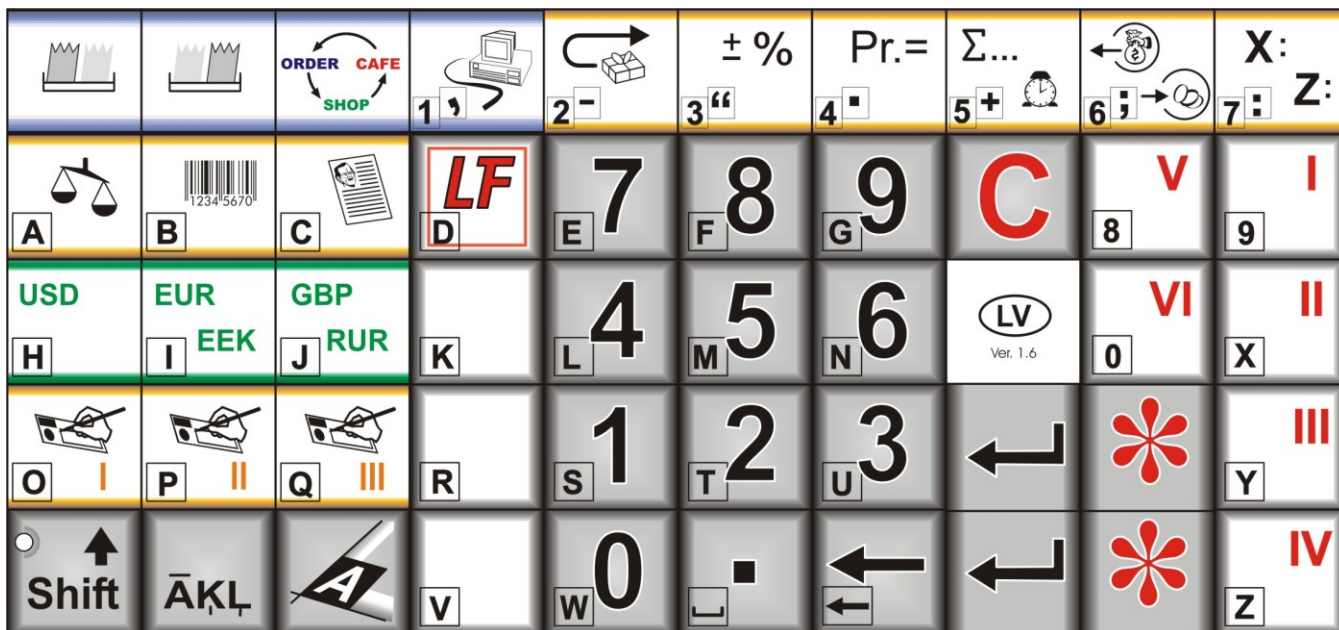 ORDER CAFE
SHOP
1 ,
2 -
± %
3 “
Pr.=
4 .
Σ...
5 +
$
6 ;
X:
Z:
7 :
A
1234 5670
B
C
LF
D
7
E
8
F
9
G
C
V
8
I
9
USD
H
EUR
EEK
I
GBP
RUR
J
K
4
L
5
M
6
N
LV
Ver. 1.6
VI
0
II
X
O I
P II
Q III
R
1
S
2
T
3
U
*
III
Y
Shift
ĀĶĻ
A
V
0
W
.
*
IV
Z